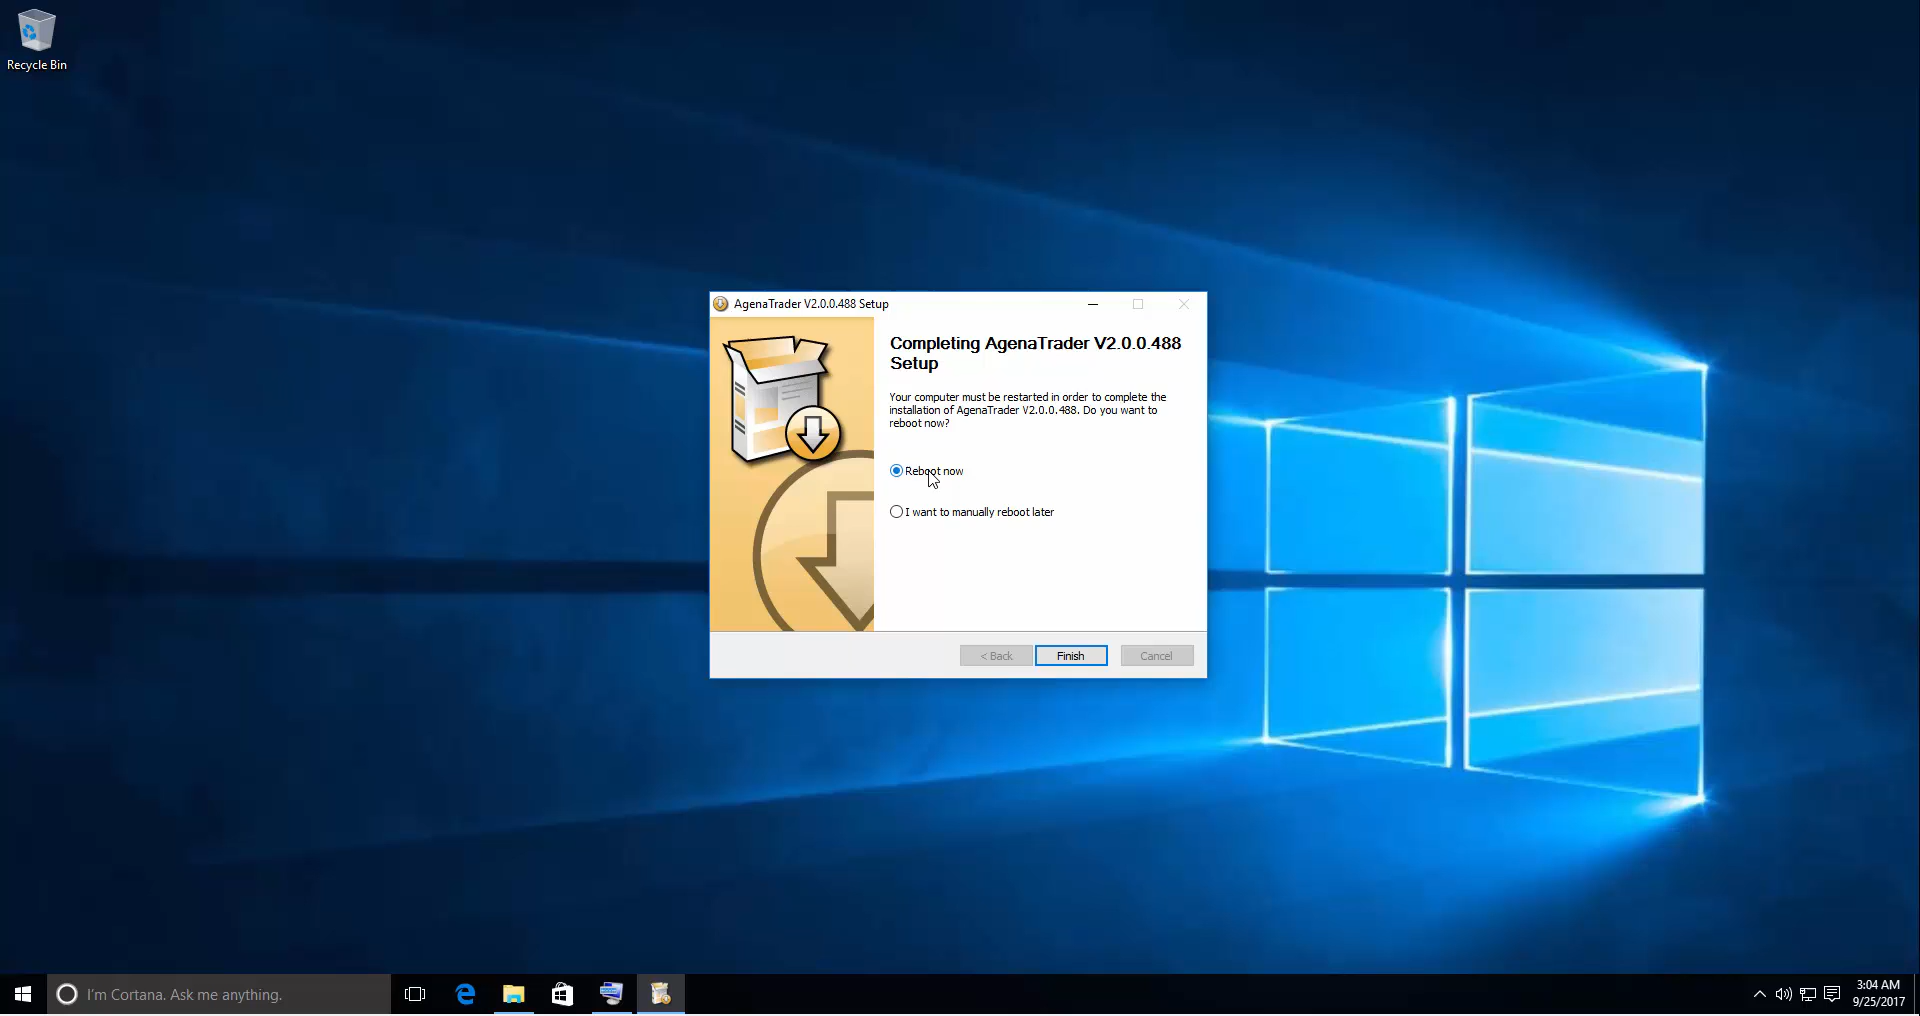 Recycle Bin
AgenaTrader V2.0.0.488 Setup
Completing AgenaTrader V2.0.0.488
Setup
Your computer must be restarted in order to complete the
installation of AgenaTrader V2.0.0.488. Do you want to
reboot now?
Reboot now
I want to manually reboot later
< Back
Finish
Cancel
I'm Cortana. Ask me anything.
3:04 AM
9/25/2017